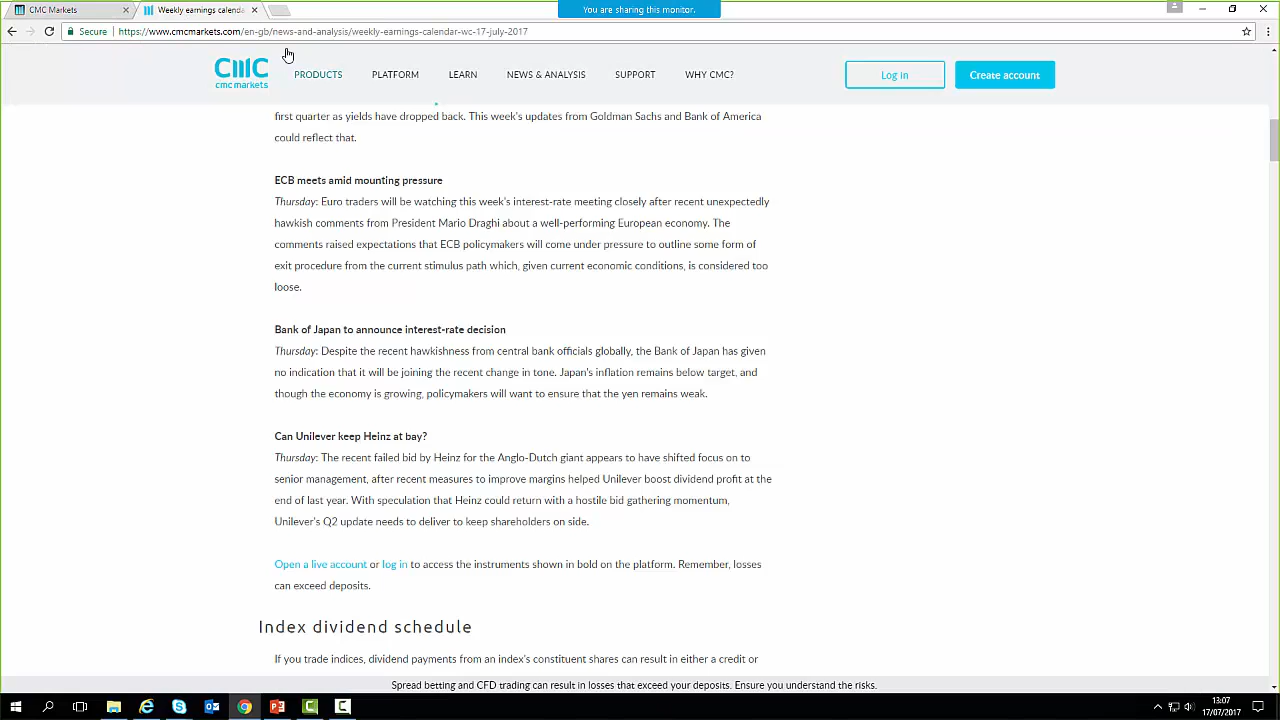 CMC Markets
Weekly earnings calenda
You are sharing this monitor.
Secure
https://www.cmcmarkets.com/en-gb/news-and-analysis/weekly-earnings-calendar-wc-17-july-2017
cmc markets
PRODUCTS
PLATFORM
LEARN
NEWS & ANALYSIS
SUPPORT
WHY CMC?
Log in
Create account
first quarter as yields have dropped back. This week's updates from Goldman Sachs and Bank of America
could reflect that.
ECB meets amid mounting pressure
Thursday: Euro traders will be watching this week's interest-rate meeting closely after recent unexpectedly
hawkish comments from President Mario Draghi about a well-performing European economy. The
comments raised expectations that ECB policymakers will come under pressure to outline some form of
exit procedure from the current stimulus path which, given current economic conditions, is considered too
loose.
Bank of Japan to announce interest-rate decision
Thursday: Despite the recent hawkishness from central bank officials globally, the Bank of Japan has given
no indication that it will be joining the recent change in tone. Japan's inflation remains below target, and
though the economy is growing, policymakers will want to ensure that the yen remains weak.
Can Unilever keep Heinz at bay?
Thursday: The recent failed bid by Heinz for the Anglo-Dutch giant appears to have shifted focus on to
senior management, after recent measures to improve margins helped Unilever boost dividend profit at the
end of last year. With speculation that Heinz could return with a hostile bid gathering momentum,
Unilever's Q2 update needs to deliver to keep shareholders on side.
Open a live account or log in to access the instruments shown in bold on the platform. Remember, losses
can exceed deposits.
Index dividend schedule
If you trade indices, dividend payments from an index's constituent shares can result in either a credit or
Spread betting and CFD trading can result in losses that exceed your deposits. Ensure you understand the risks.
13:07
17/07/2017